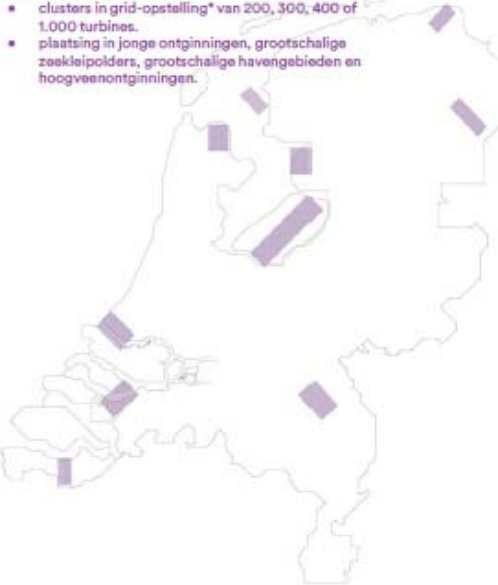 • clusters in grid-opstelling* van 200, 300, 400 of
1.000 turbines.
• plaatsing in jonge ontginningen, grootschalige
zeekleipolders, grootschalige havengebieden en
hoogveenontginningen.